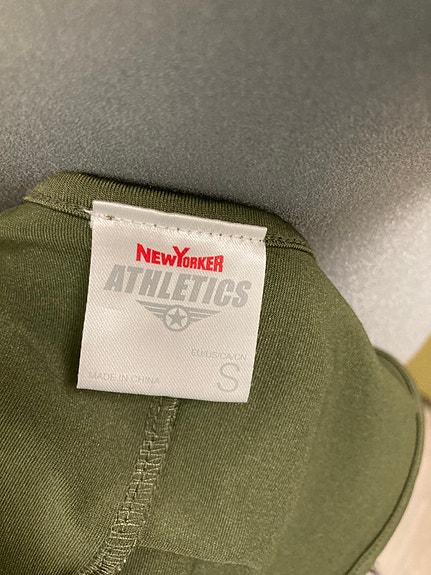 NEWYORKER
ATHLETICS
EU/US/CA/CN
S
MADE IN CHINA